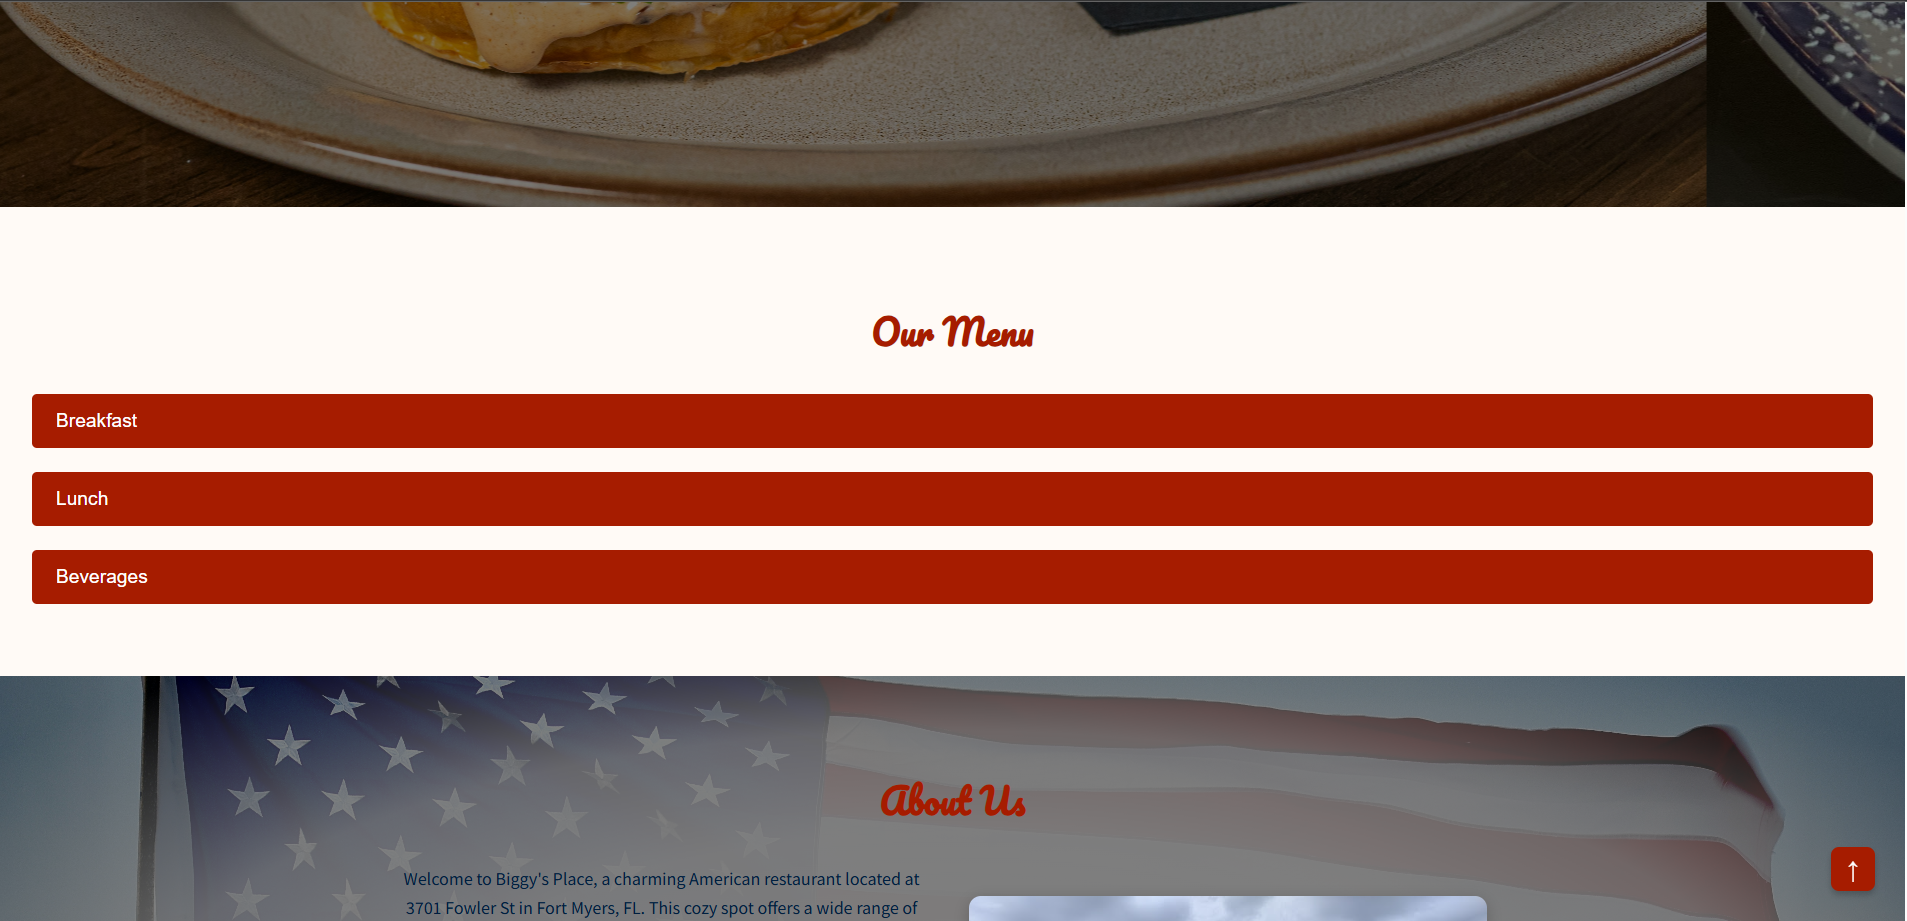 Our Menu
Breakfast
Lunch
Beverages
About Us
Welcome to Biggy's Place, a charming American restaurant located at
3701 Fowler St in Fort Myers, FL. This cozy spot offers a wide range of
↑